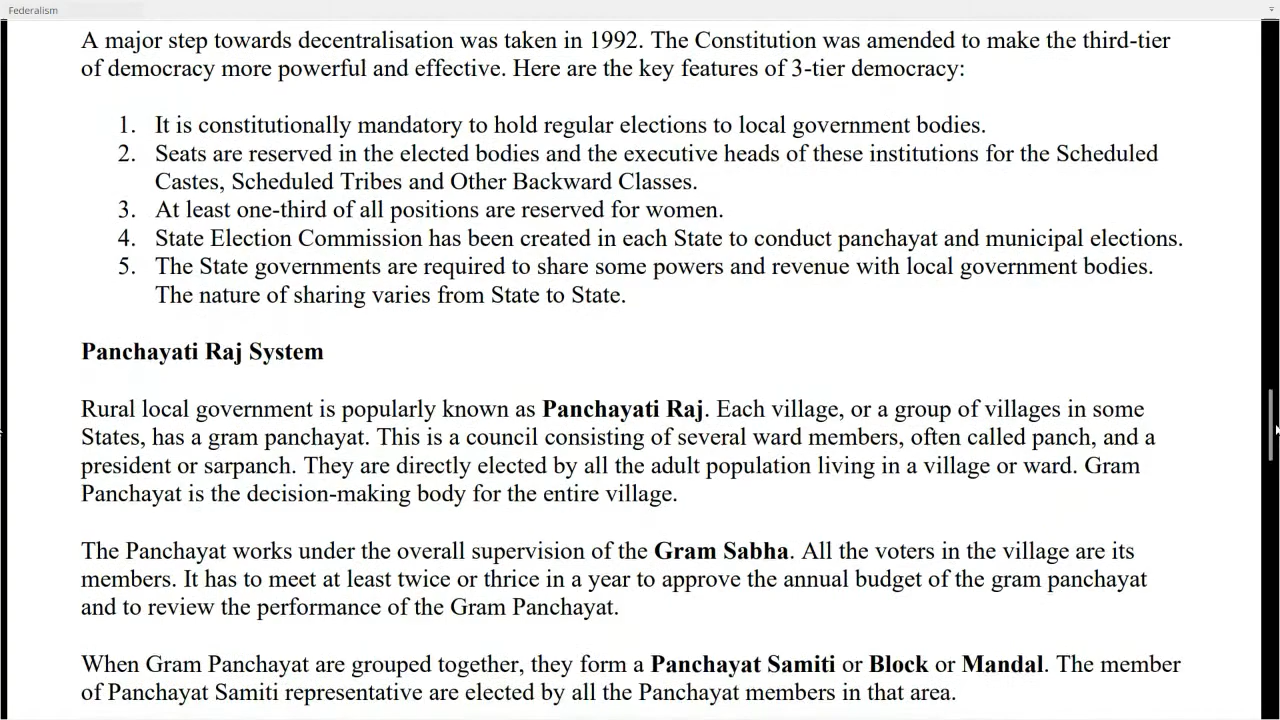 Federalism
A major step towards decentralisation was taken in 1992. The Constitution was amended to make the third-tier
of democracy more powerful and effective. Here are the key features of 3-tier democracy:
1. It is constitutionally mandatory to hold regular elections to local government bodies.
2. Seats are reserved in the elected bodies and the executive heads of these institutions for the Scheduled
Castes, Scheduled Tribes and Other Backward Classes.
3. At least one-third of all positions are reserved for women.
4. State Election Commission has been created in each State to conduct panchayat and municipal elections.
5. The State governments are required to share some powers and revenue with local government bodies.
The nature of sharing varies from State to State.
Panchayati Raj System
Rural local government is popularly known as Panchayati Raj. Each village, or a group of villages in some
States, has a gram panchayat. This is a council consisting of several ward members, often called panch, and a
president or sarpanch. They are directly elected by all the adult population living in a village or ward. Gram
Panchayat is the decision-making body for the entire village.
The Panchayat works under the overall supervision of the Gram Sabha. All the voters in the village are its
members. It has to meet at least twice or thrice in a year to approve the annual budget of the gram panchayat
and to review the performance of the Gram Panchayat.
When Gram Panchayat are grouped together, they form a Panchayat Samiti or Block or Mandal. The member
of Panchayat Samiti representative are elected by all the Panchayat members in that area.